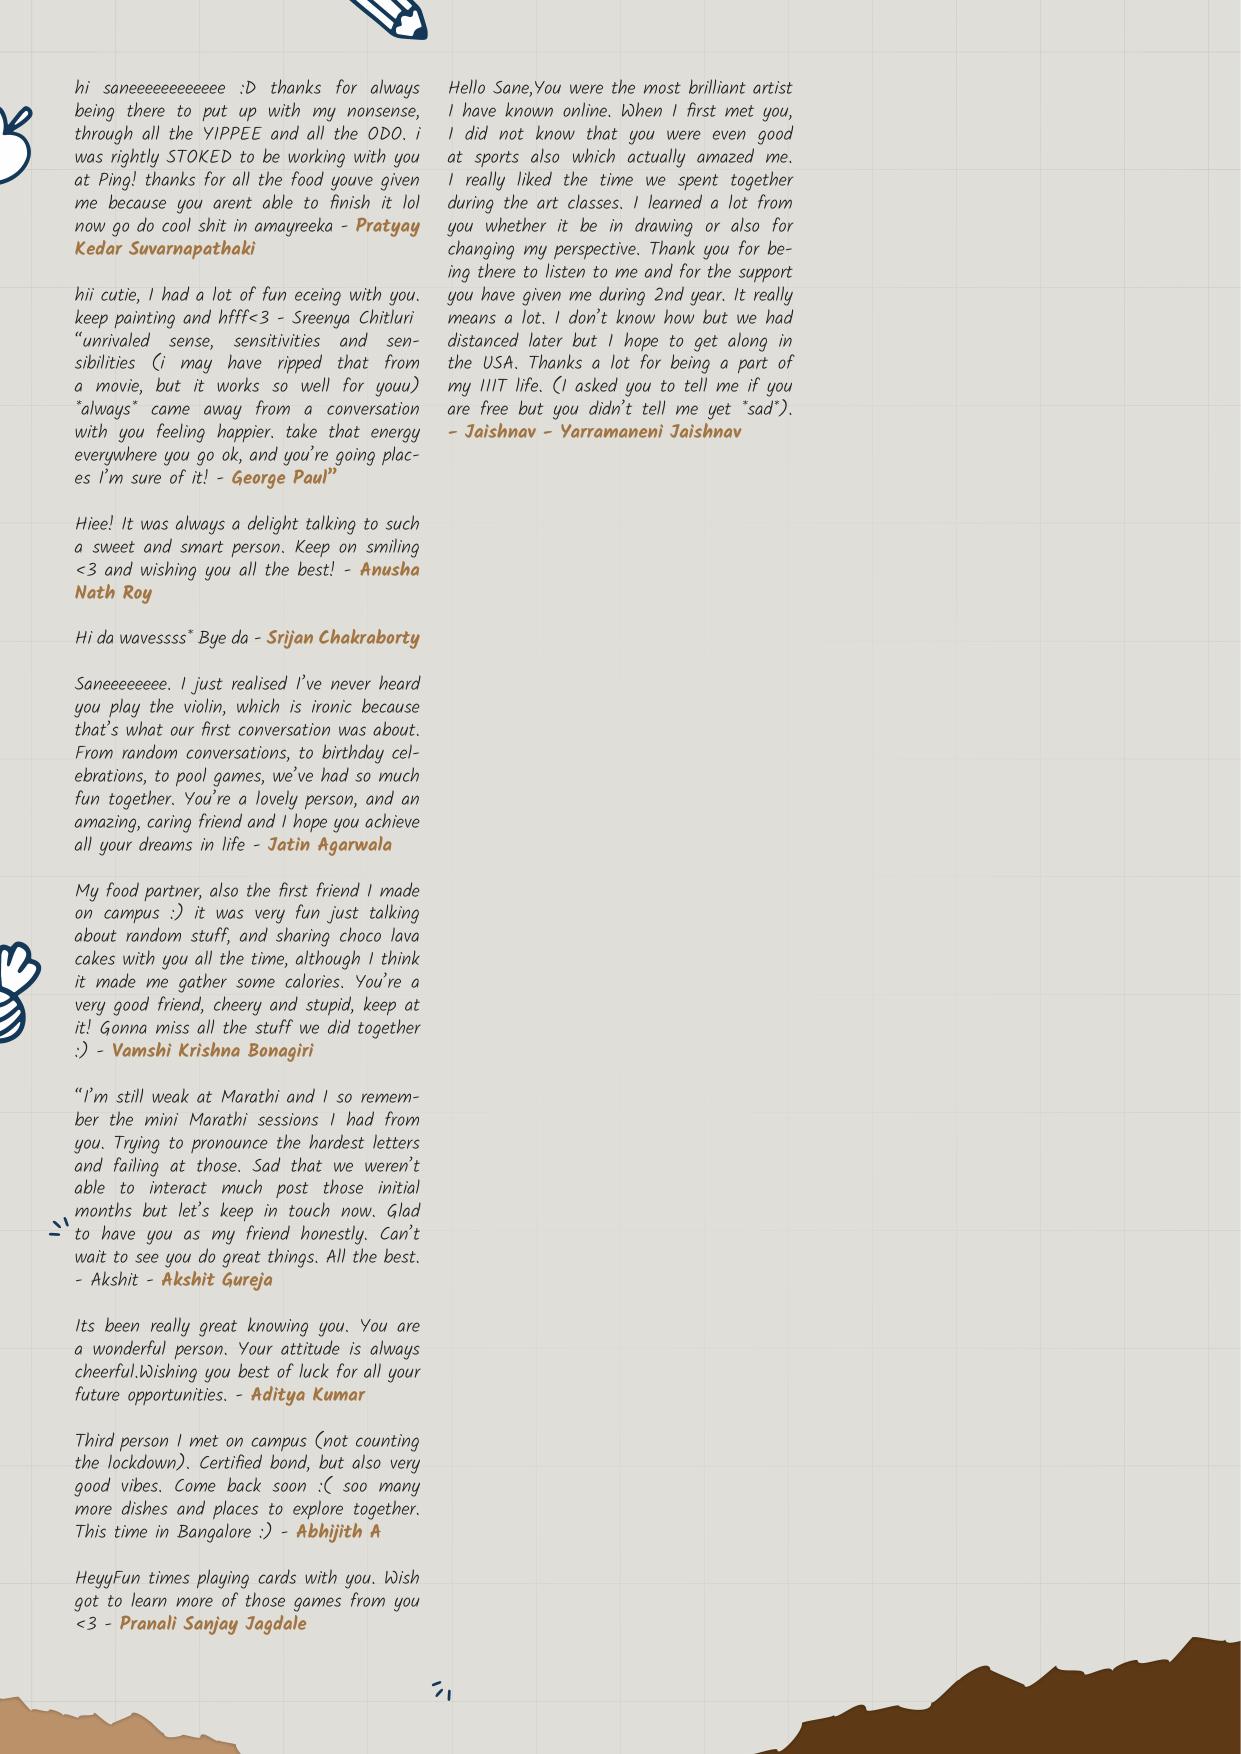 hi saneeeeeeeeeeee :D thanks for always
being there to put up with my nonsense,
through all the YIPPEE and all the ODO. i
was rightly STOKED to be working with you
at Ping! thanks for all the food youve given
me because you arent able to finish it lol
now go do cool shit in amayreeka - Pratyay
Kedar Suvarnapathaki
hii cutie, I had a lot of fun eceing with you.
keep painting and hfff<3 - Sreenya Chitluri
“unrivaled sense, sensitivities and sen-
sibilities (i may have ripped that from
a movie, but it works so well for youu)
*always* came away from a conversation
with you feeling happier. take that energy
everywhere you go ok, and you’re going plac-
es I’m sure of it! - George Paul”
Hiee! It was always a delight talking to such
a sweet and smart person. Keep on smiling
<3 and wishing you all the best! - Anusha
Nath Roy
Hi da wavessss* Bye da - Srijan Chakraborty
Saneeeeeeee. I just realised I’ve never heard
you play the violin, which is ironic because
that’s what our first conversation was about.
From random conversations, to birthday cel-
ebrations, to pool games, we’ve had so much
fun together. You’re a lovely person, and an
amazing, caring friend and I hope you achieve
all your dreams in life - Jatin Agarwala
My food partner, also the first friend I made
on campus :) it was very fun just talking
about random stuff, and sharing choco lava
cakes with you all the time, although I think
it made me gather some calories. You’re a
very good friend, cheery and stupid, keep at
it! Gonna miss all the stuff we did together
:) - Vamshi Krishna Bonagiri
“I’m still weak at Marathi and I so remem-
ber the mini Marathi sessions I had from
you. Trying to pronounce the hardest letters
and failing at those. Sad that we weren’t
able to interact much post those initial
months but let’s keep in touch now. Glad
to have you as my friend honestly. Can’t
wait to see you do great things. All the best.
- Akshit - Akshit Gureja
Its been really great knowing you. You are
a wonderful person. Your attitude is always
cheerful.Wishing you best of luck for all your
future opportunities. - Aditya Kumar
Third person I met on campus (not counting
the lockdown). Certified bond, but also very
good vibes. Come back soon :( soo many
more dishes and places to explore together.
This time in Bangalore :) - Abhijith A
HeyyFun times playing cards with you. Wish
got to learn more of those games from you
<3 - Pranali Sanjay Jagdale
Hello Sane,You were the most brilliant artist
I have known online. When I first met you,
I did not know that you were even good
at sports also which actually amazed me.
I really liked the time we spent together
during the art classes. I learned a lot from
you whether it be in drawing or also for
changing my perspective. Thank you for be-
ing there to listen to me and for the support
you have given me during 2nd year. It really
means a lot. I don’t know how but we had
distanced later but I hope to get along in
the USA. Thanks a lot for being a part of
my IIIT life. (I asked you to tell me if you
are free but you didn’t tell me yet *sad*).
- Jaishnav - Yarramaneni Jaishnav